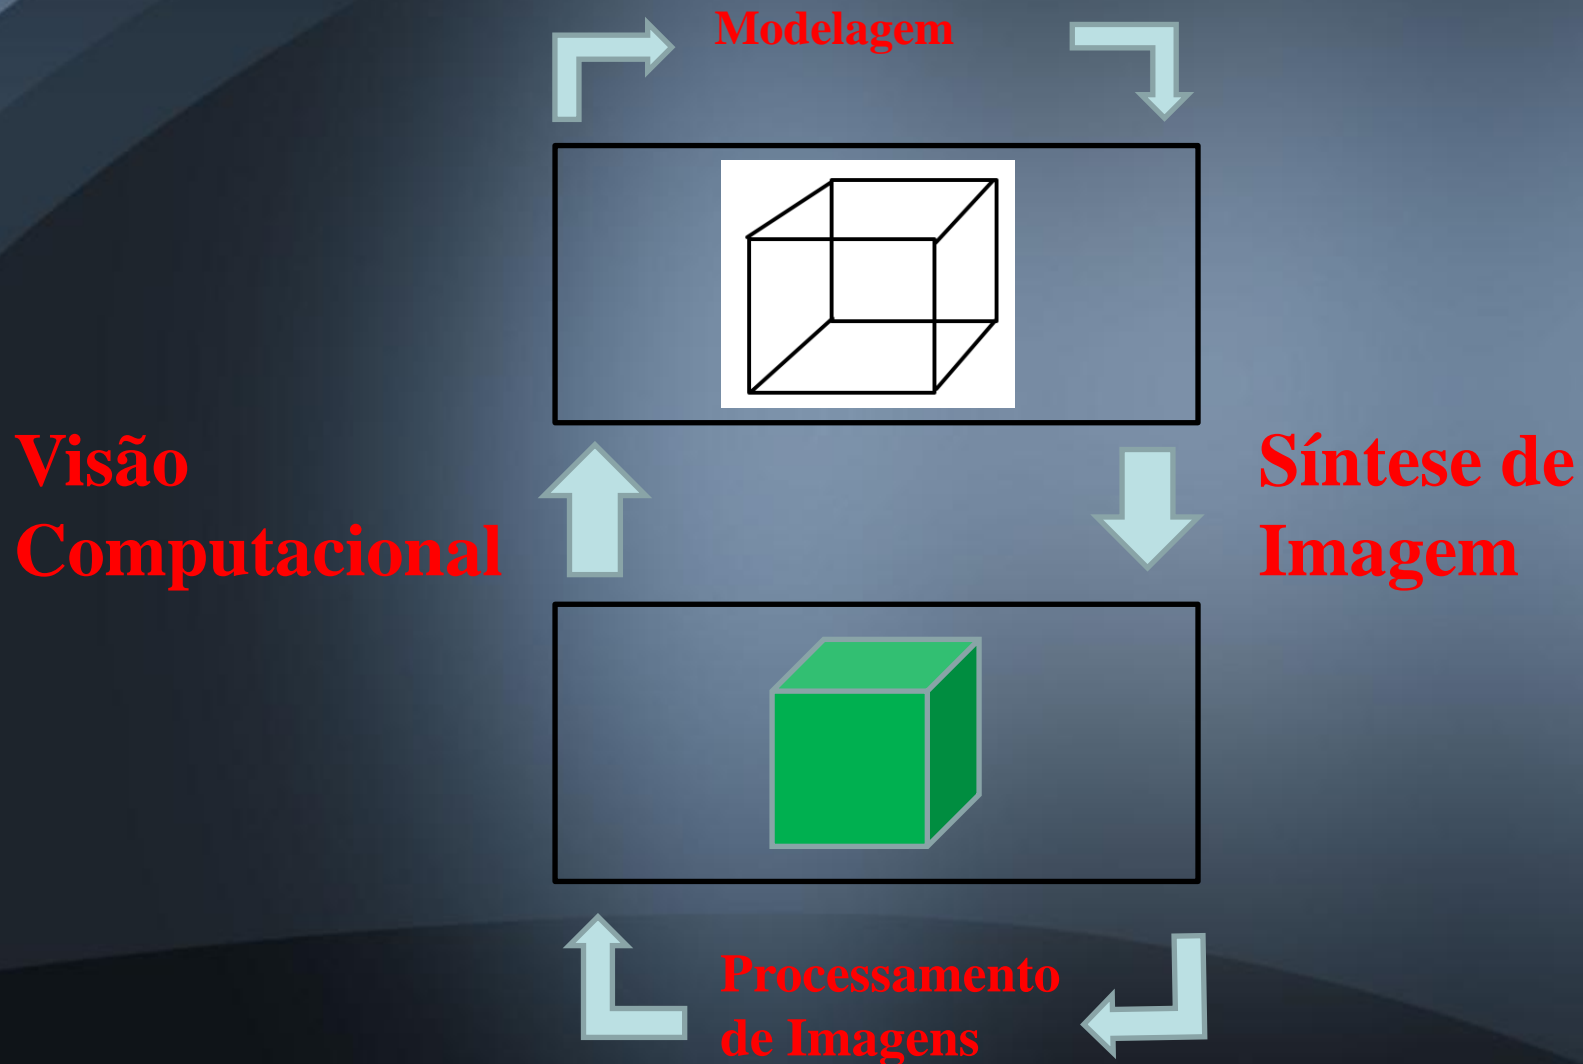 Modelagem
Visão
Computacional
Síntese de
Imagem
Processamento
de Imagens